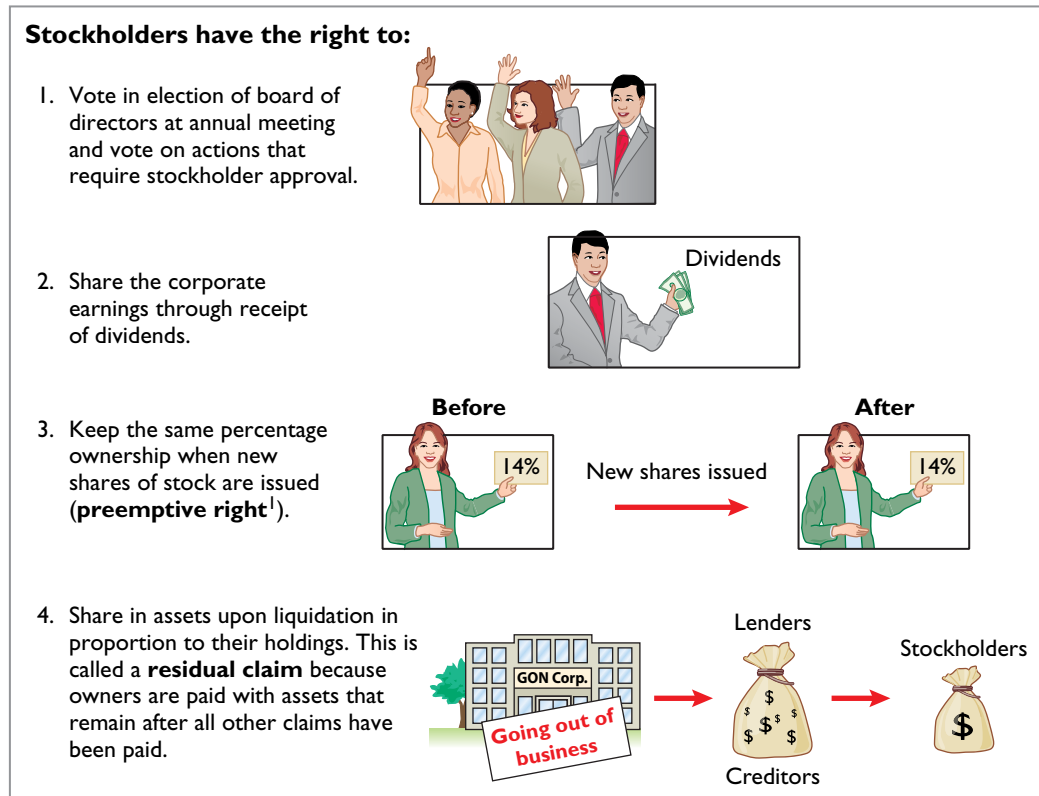 Stockholders have the right to:
1. Vote in election of board of
directors at annual meeting
and vote on actions that
require stockholder approval.
2. Share the corporate
earnings through receipt
of dividends.
Dividends
3. Keep the same percentage
ownership when new
shares of stock are issued
(preemptive right¹).
Before
14%
New shares issued
After
14%
4. Share in assets upon liquidation in
proportion to their holdings. This is
called a residual claim because
owners are paid with assets that
remain after all other claims have
been paid.
GON Corp.
Going out of
business
Lenders
$ $ $ $ $ $ $
Creditors
Stockholders
$